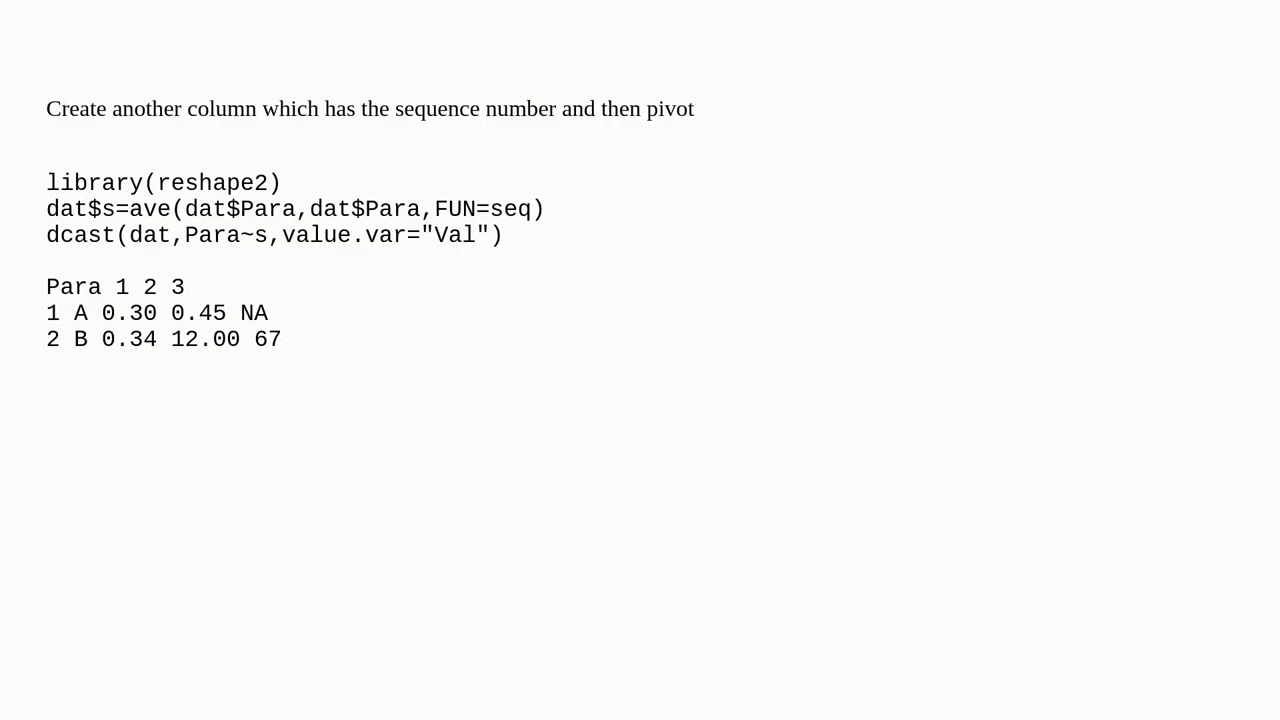 Create another column which has the sequence number and then pivot
library(reshape2)
dat$s=ave(dat$Para,dat$Para,FUN=seq)
dcast(dat,Para~s,value.var="Val")
Para 1 2 3
1 A 0.30 0.45 NA
2 B 0.34 12.00 67